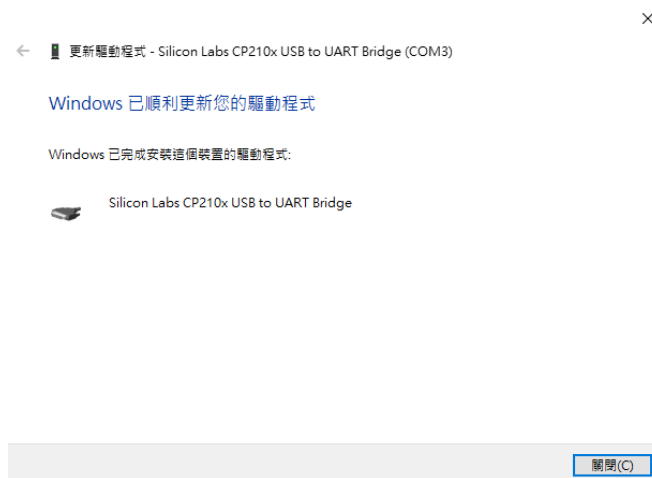 更新驅動程式 - Silicon Labs CP210x USB to UART Bridge (COM3)
Windows 已順利更新您的驅動程式
Windows 已完成安裝這個裝置的驅動程式:
Silicon Labs CP210x USB to UART Bridge
關閉(C)